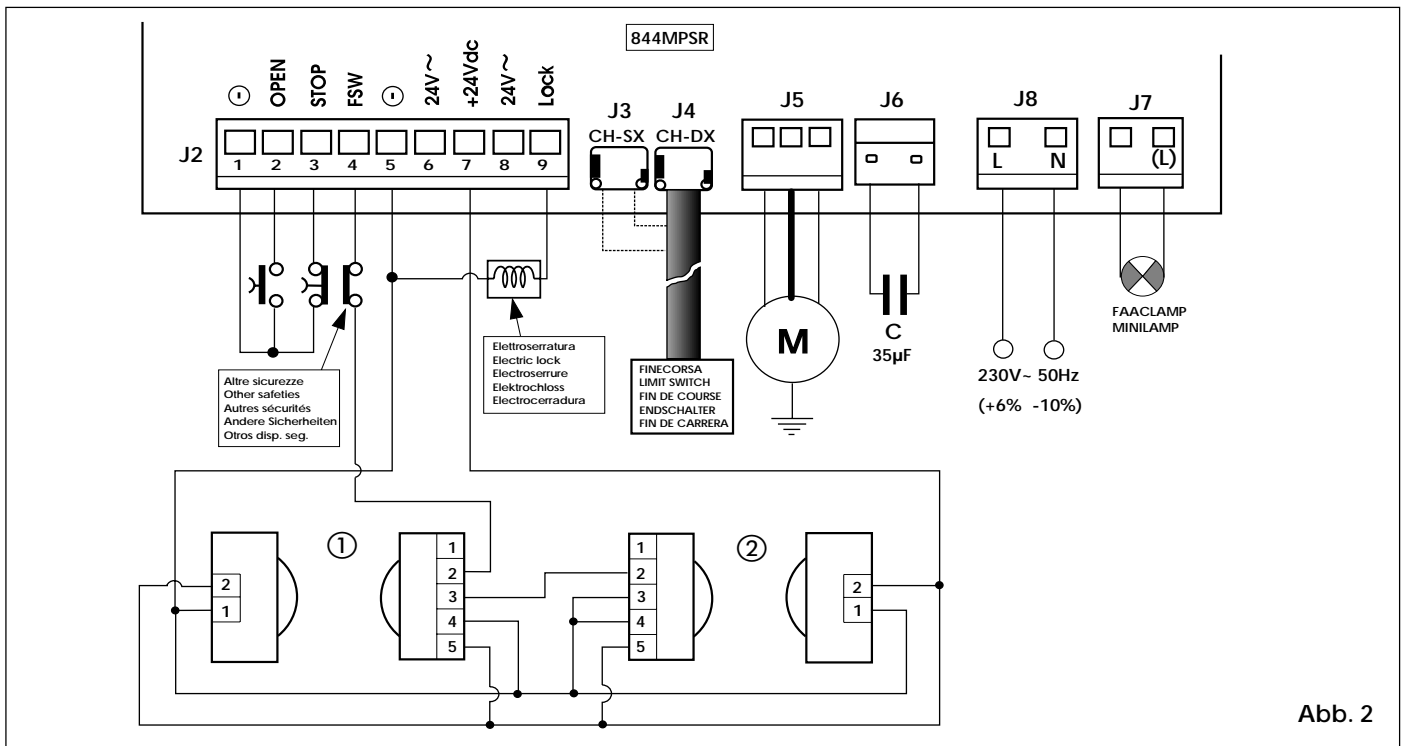 844MPSR
⊖ OPEN STOP FSW ⊖ 24V~ +24Vdc 24V~ Lock
J2
1 2 3 4 5 6 7 8 9
J3
CH-SX
J4
CH-DX
J5
J6
J8
L N
J7
(L)
Altre sicurezze
Other safeties
Autres sécurités
Andere Sicherheiten
Otros disp. seg.
Elettroserratura
Electric lock
Electroserrure
Elektrochloss
Electrocerradura
FINECORSA
LIMIT SWITCH
FIN DE COURSE
ENDSCHALTER
FIN DE CARRERA
M
C
35µF
230V~ 50Hz
(+6% -10%)
FAACLAMP
MINILAMP
2
1
①
1
2
3
4
5
1
2
3
4
5
②
2
1
Abb. 2